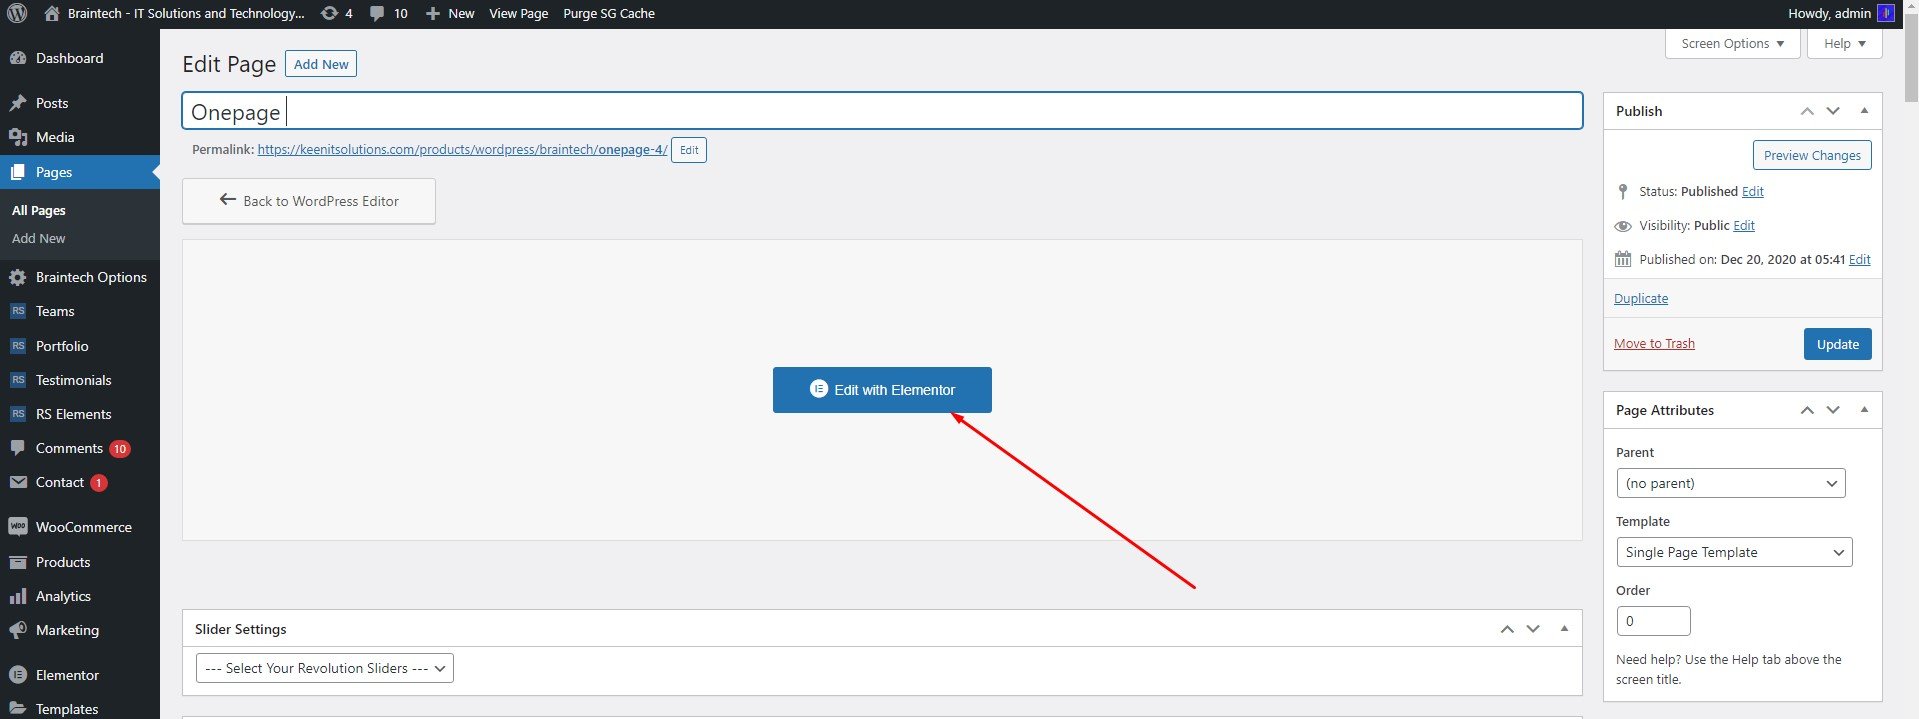 Braintech - IT Solutions and Technology... 4 10 New View Page Purge SG Cache Howdy, admin
Dashboard
Posts
Media
Pages
All Pages
Add New
Braintech Options
RS Teams
RS Portfolio
RS Testimonials
RS RS Elements
Comments 10
Contact 1
WOO WooCommerce
Products
Analytics
Marketing
Elementor
Templates
Screen Options Help
Edit Page Add New
Onepage
Permalink: https://keenitsolutions.com/products/wordpress/braintech/onepage-4/ Edit
Back to WordPress Editor
Edit with Elementor
Slider Settings
--- Select Your Revolution Sliders ---
Publish
Preview Changes
Status: Published Edit
Visibility: Public Edit
Published on: Dec 20, 2020 at 05:41 Edit
Duplicate
Move to Trash Update
Page Attributes
Parent
(no parent)
Template
Single Page Template
Order
0
Need help? Use the Help tab above the
screen title.